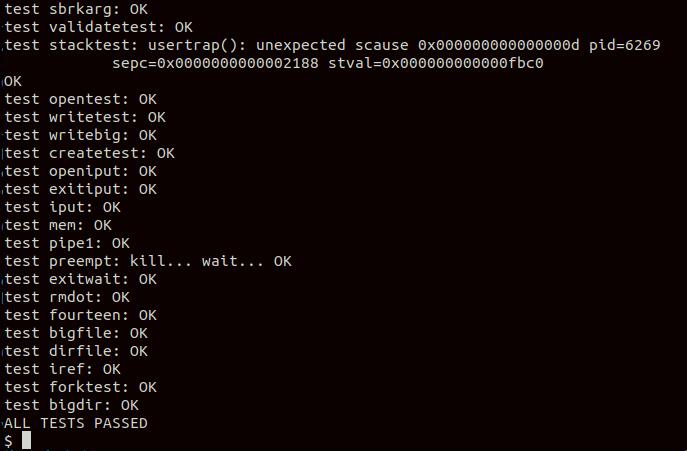 test sbrkarg: OK
test validatetest: OK
test stacktest: usertrap(): unexpected scause 0x000000000000000d pid=6269
            sepc=0x0000000000002188 stval=0x000000000000fbc0
OK
test opentest: OK
test writetest: OK
test writebig: OK
test createtest: OK
test openiput: OK
test exitiput: OK
test iput: OK
test mem: OK
test pipe1: OK
test preempt: kill... wait... OK
test exitwait: OK
test rmdot: OK
test fourteen: OK
test bigfile: OK
test dirfile: OK
test iref: OK
test forktest: OK
test bigdir: OK
ALL TESTS PASSED
$